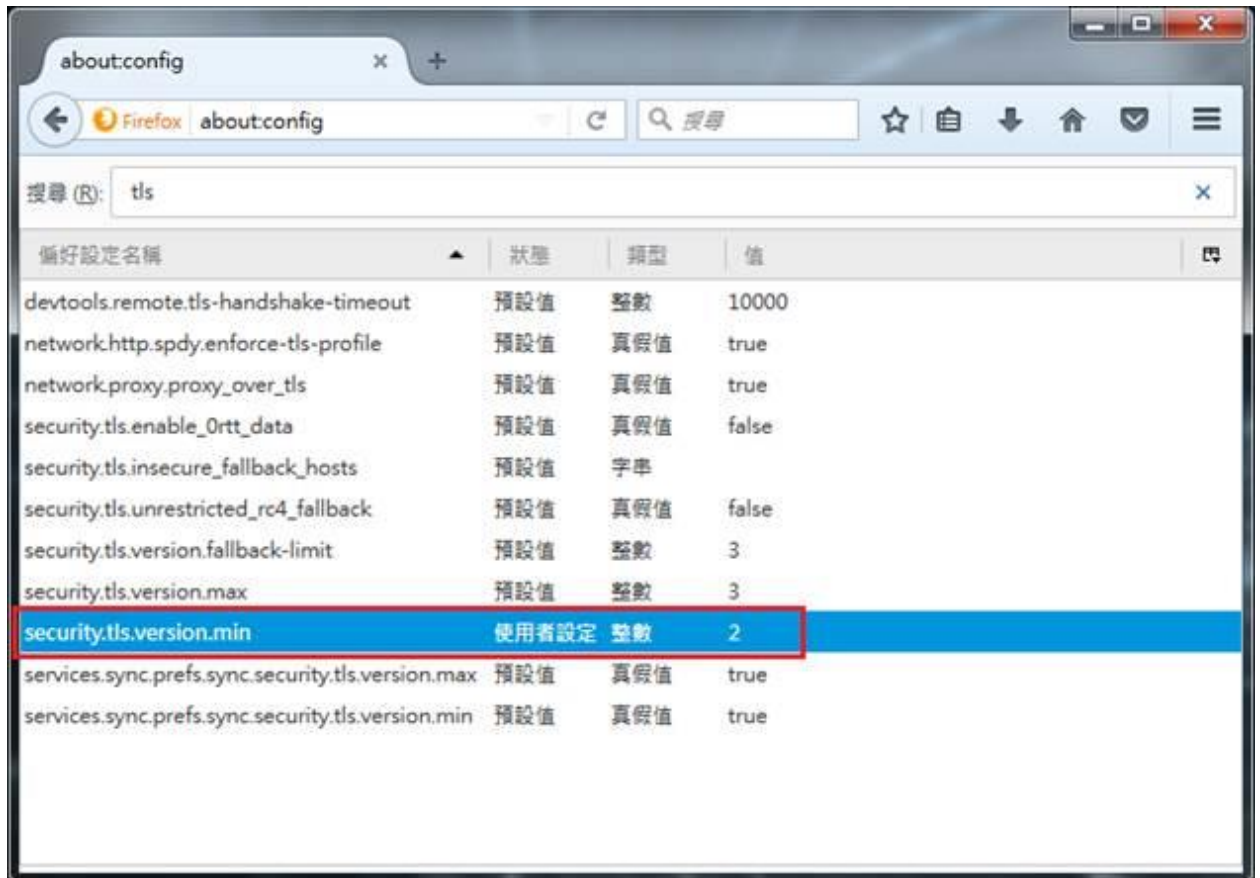 about:config
Firefox about:config 搜尋
搜尋 (R): tls
偏好設定名稱 狀態 類型 值
devtools.remote.tls-handshake-timeout 預設值 整數 10000
network.http.spdy.enforce-tls-profile 預設值 真假值 true
network.proxy.proxy_over_tls 預設值 真假值 true
security.tls.enable_0rtt_data 預設值 真假值 false
security.tls.insecure_fallback_hosts 預設值 字串
security.tls.unrestricted_rc4_fallback 預設值 真假值 false
security.tls.version.fallback-limit 預設值 整數 3
security.tls.version.max 預設值 整數 3
security.tls.version.min 使用者設定 整數 2
services.sync.prefs.sync.security.tls.version.max 預設值 真假值 true
services.sync.prefs.sync.security.tls.version.min 預設值 真假值 true